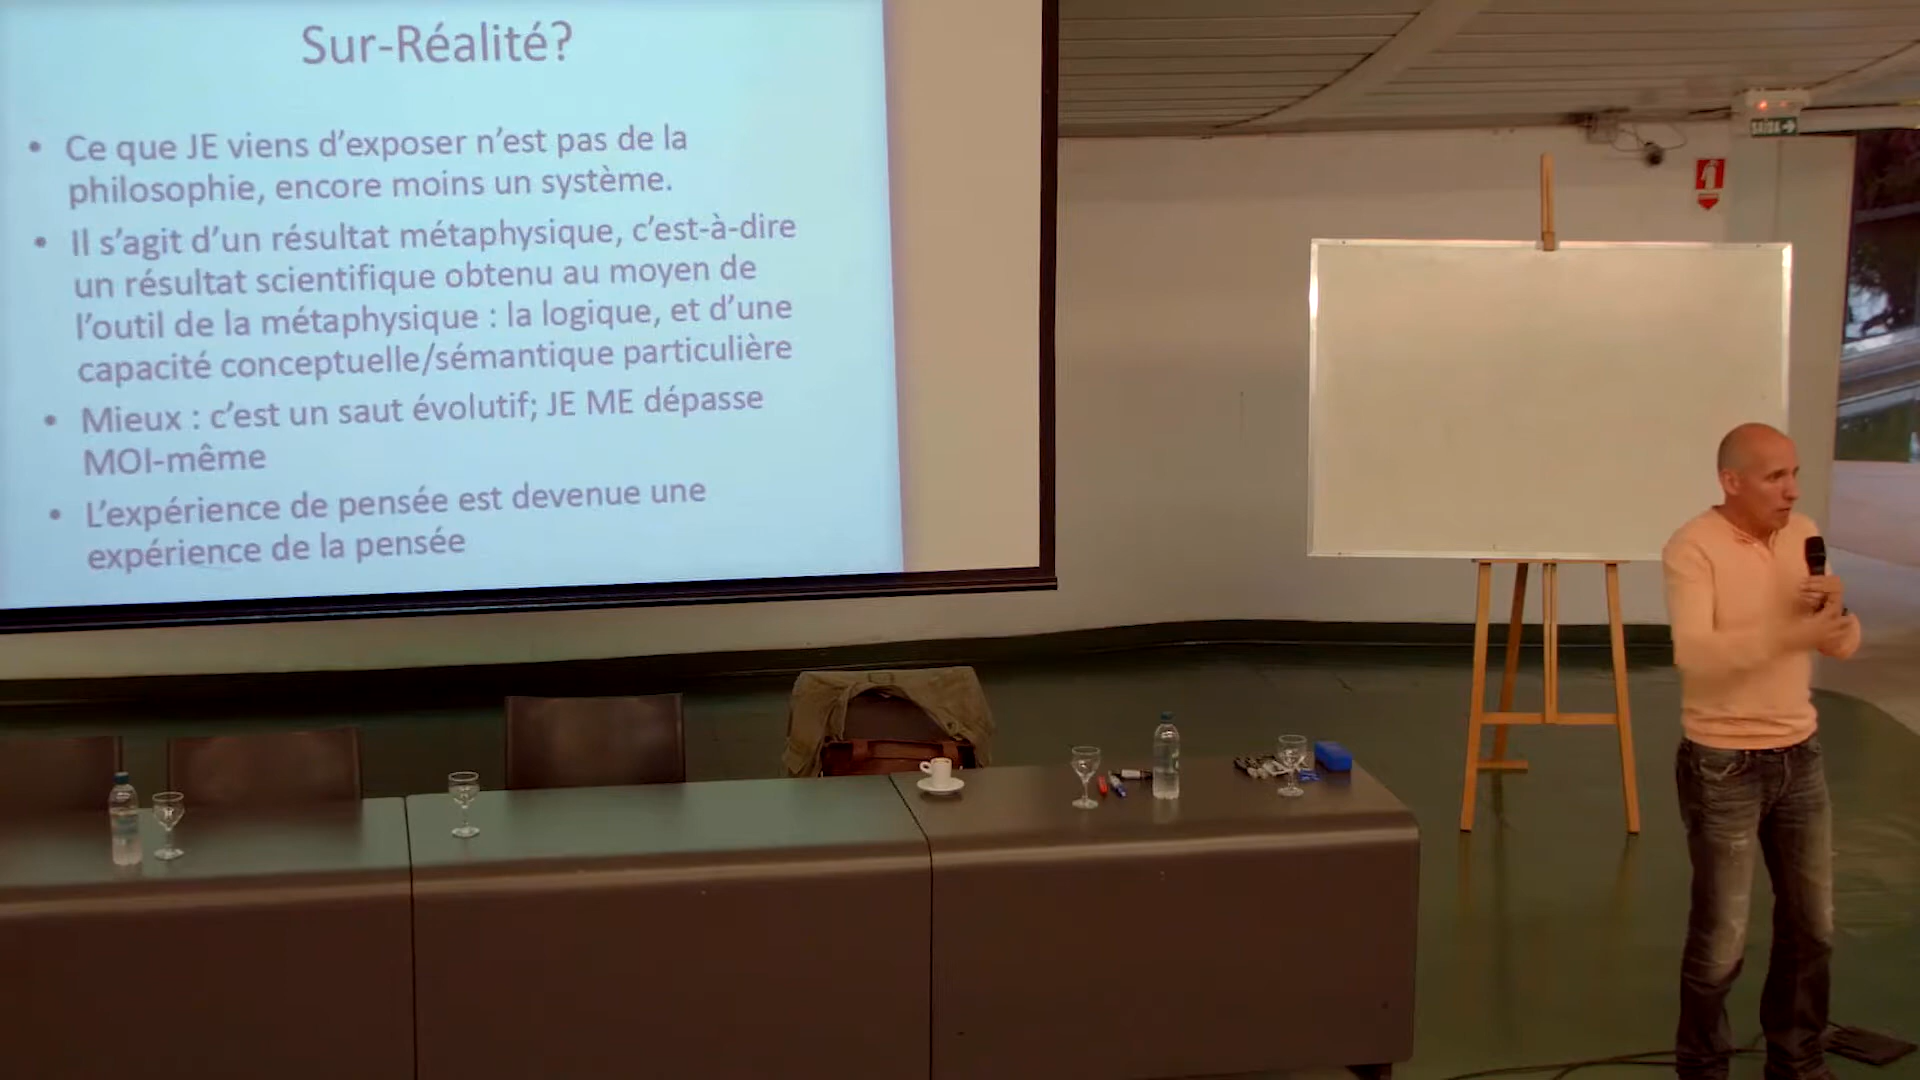 Sur-Réalité?
• Ce que JE viens d'exposer n'est pas de la
philosophie, encore moins un système.
• Il s'agit d'un résultat métaphysique, c'est-à-dire
un résultat scientifique obtenu au moyen de
l'outil de la métaphysique : la logique, et d'une
capacité conceptuelle/sémantique particulière
• Mieux : c'est un saut évolutif; JE ME dépasse
MOI-même
• L'expérience de pensée est devenue une
expérience de la pensée
SAÍDA